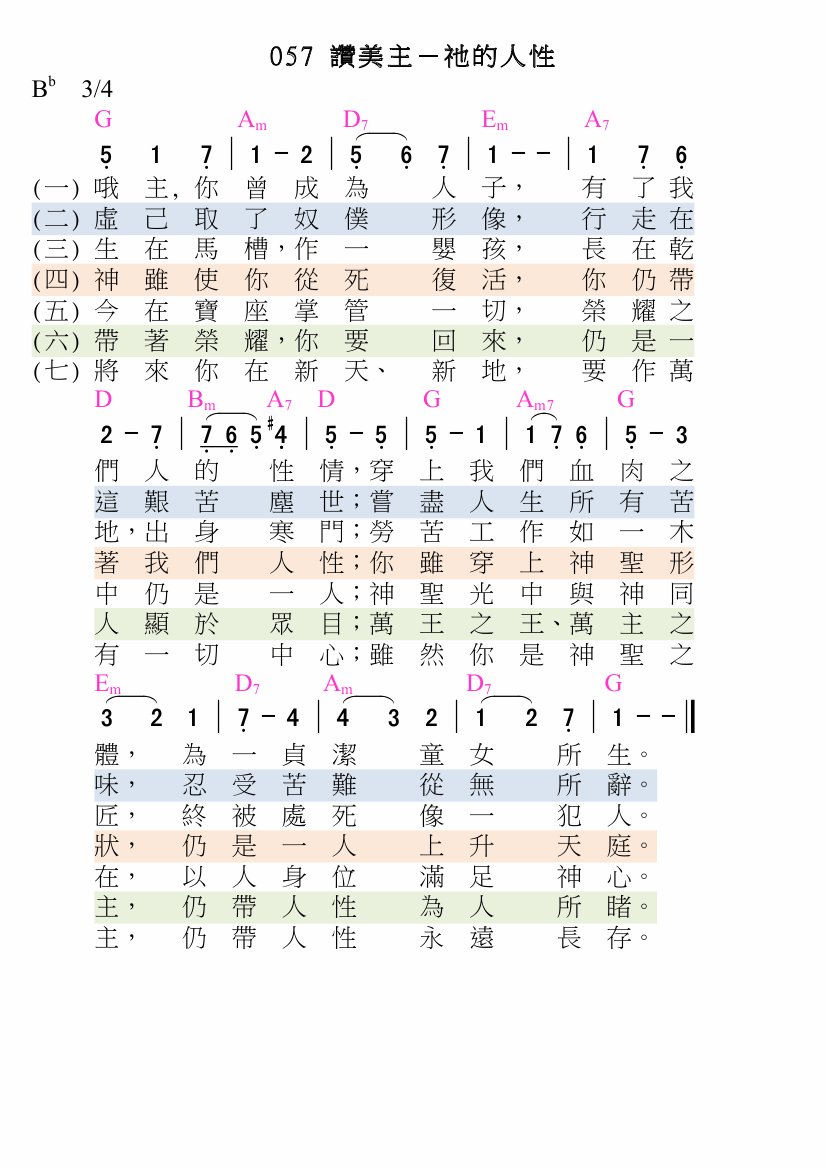 057 讚美主－祂的人性
B♭ 3/4
G Am D7 Em A7
5̣ 1 7̣ | 1 - 2 | 5̣ 6̣ 7̣ | 1 - - | 1 7̣ 6̣
(一) 哦主,你曾成為人子，有了我
(二) 虛己取了奴僕形像，行走在
(三) 生在馬槽，作一嬰孩，長在乾
(四) 神雖使你從死復活，你仍帶
(五) 今在寶座掌管一切，榮耀之
(六) 帶著榮耀，你要回來，仍是一
(七) 將來你在新天、新地，要作萬
D Bm A7 D G Am7 G
2 - 7̣ | 7̣ 6̣ 5̣ #4̣ | 5̣ - 5̣ | 5̣ - 1 | 1 7̣ 6̣ | 5̣ - 3
們人的性情，穿上我們血肉之
這艱苦塵世；嘗盡人生所有苦
地，出身寒門；勞苦工作如一木
著我們人性；你雖穿上神聖形
中仍是一人；神聖光中與神同
人顯於眾目；萬王之王、萬主之
有一切中心；雖然你是神聖之
Em D7 Am D7 G
3 2 1 | 7̣ - 4 | 4 3 2 | 1 2 7̣ | 1 - - ‖
體，為一貞潔童女所生。
味，忍受苦難從無所辭。
匠，終被處死像一犯人。
狀，仍是一人上升天庭。
在，以人身位滿足神心。
主，仍帶人性為人所睹。
主，仍帶人性永遠長存。